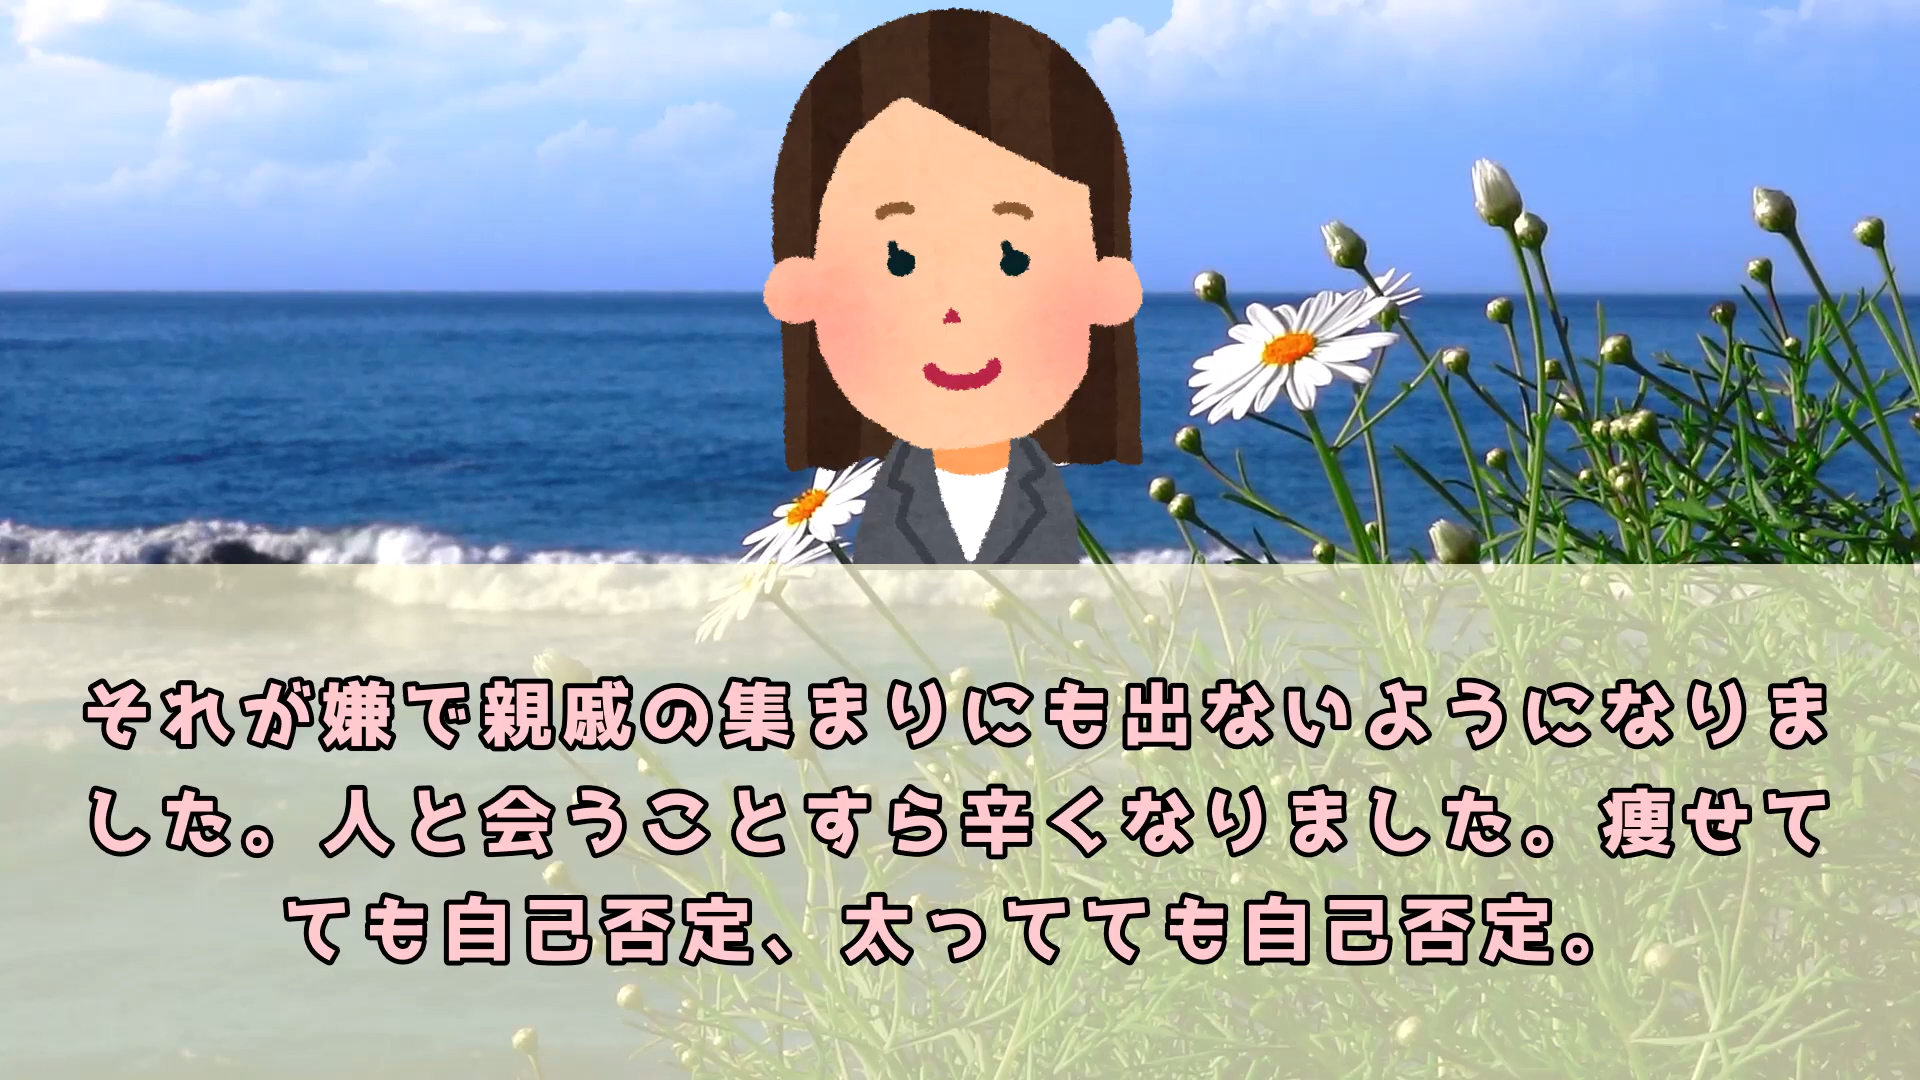 それが嫌で親戚の集まりにも出ないようになりま
した。人と会うことすら辛くなりました。痩せて
ても自己否定、太ってても自己否定。